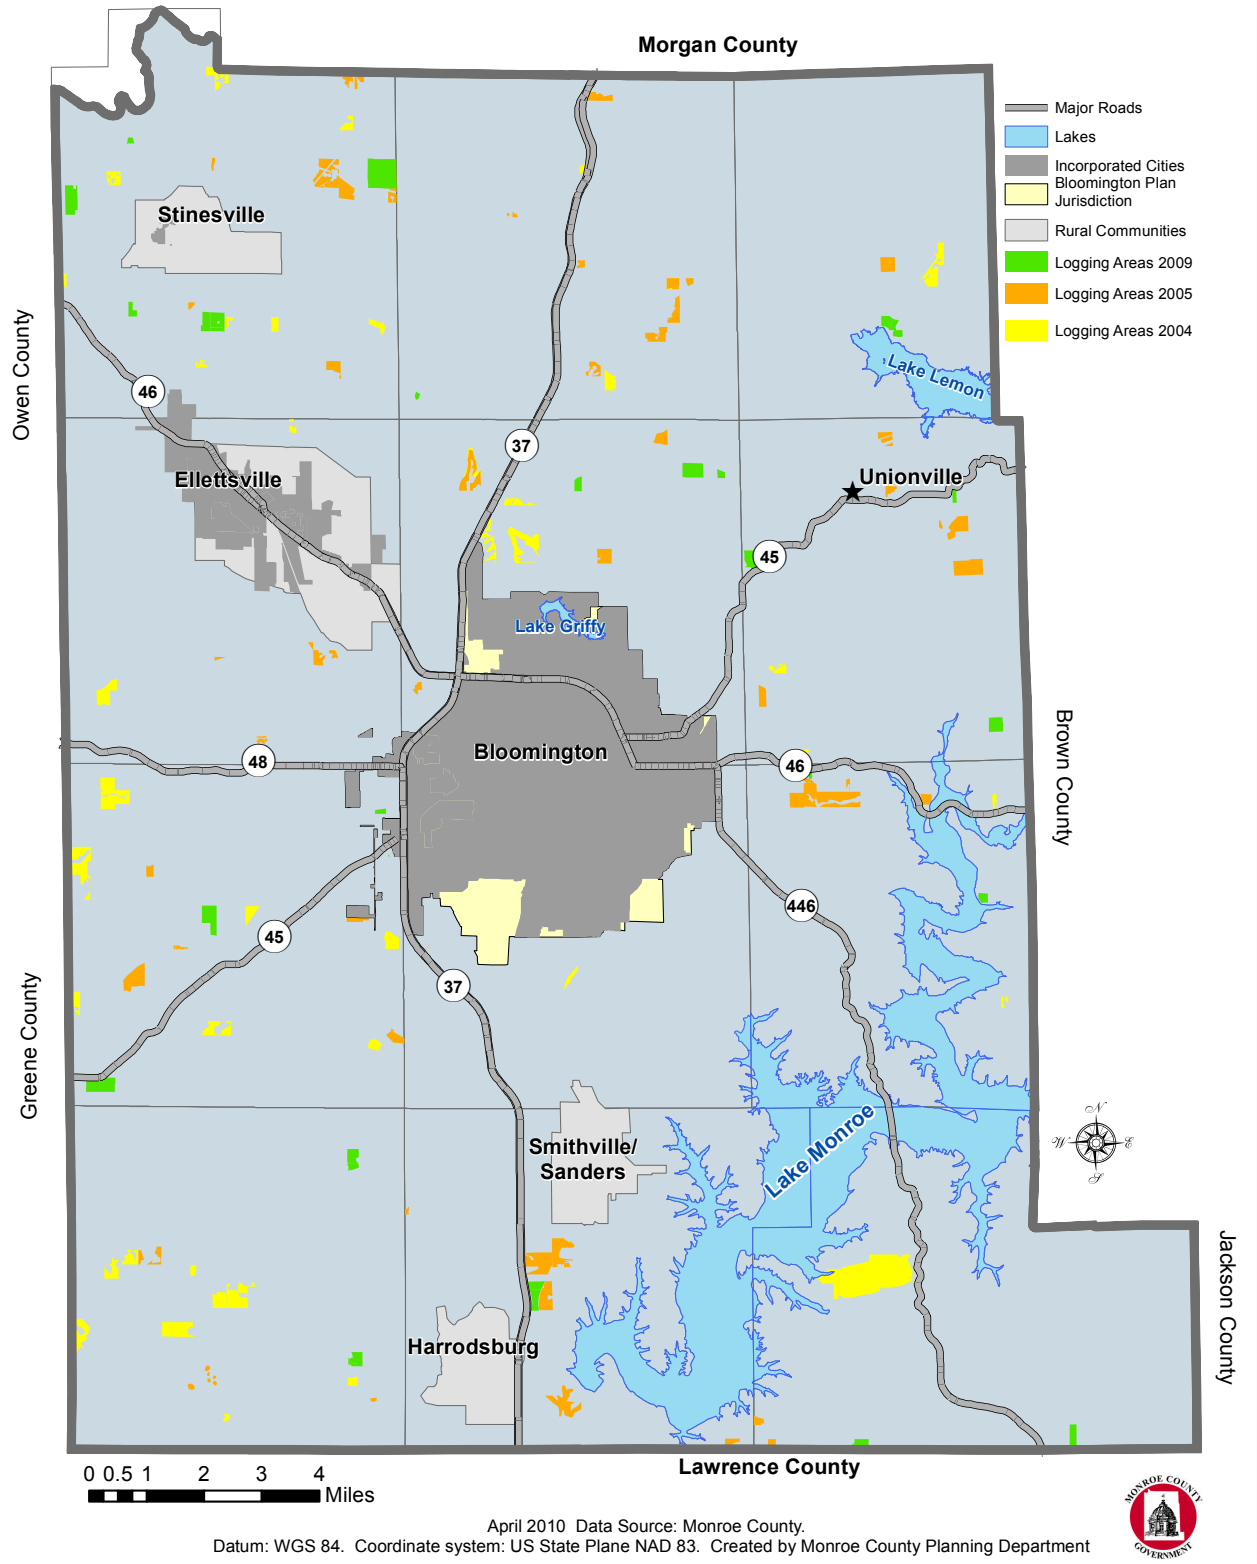 Morgan County
Major Roads
Lakes
Incorporated Cities
Bloomington Plan
Jurisdiction
Rural Communities
Logging Areas 2009
Logging Areas 2005
Logging Areas 2004
Stinesville
Owen County
46
Lake Lemon
37
Ellettsville
Unionville
45
Lake Griffy
Bloomington
48
46
Brown County
446
45
37
Greene County
N
W
E
S
Smithville/
Sanders
Lake Monroe
Jackson County
Harrodsburg
Lawrence County
0 0.5 1 2 3 4
Miles
MONROE COUNTY
GOVERNMENT
April 2010 Data Source: Monroe County.
Datum: WGS 84. Coordinate system: US State Plane NAD 83. Created by Monroe County Planning Department